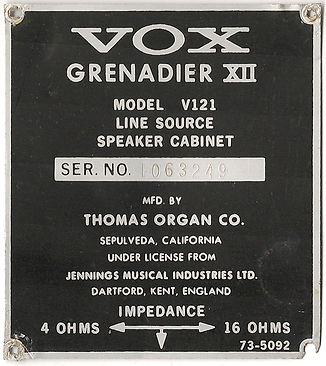 VOX
GRENADIER XII
MODEL V121
LINE SOURCE
SPEAKER CABINET
SER. NO. 1063249
MFD. BY
THOMAS ORGAN CO.
SEPULVEDA, CALIFORNIA
UNDER LICENSE FROM
JENNINGS MUSICAL INDUSTRIES LTD.
DARTFORD, KENT, ENGLAND
IMPEDANCE
4 OHMS 16 OHMS
73-5092